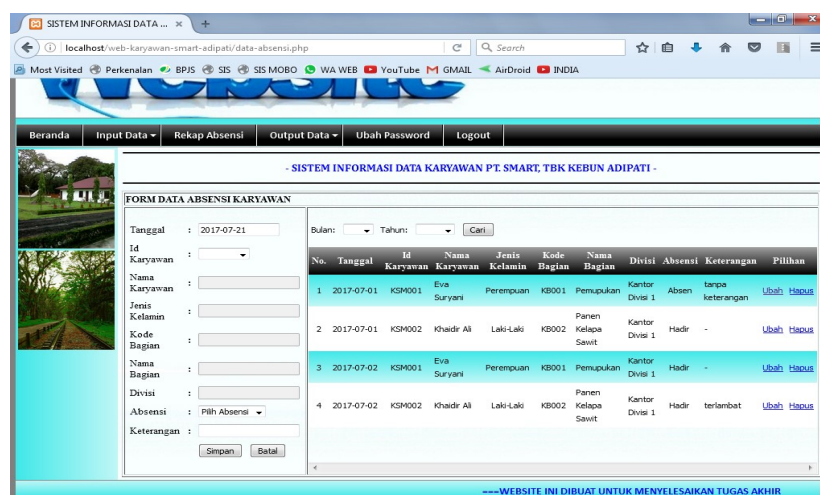 SISTEM INFORMASI DATA ... × +
localhost/web-karyawan-smart-adipati/data-absensi.php
Search
Most Visited Perkenalan BPJS SIS SIS MOBO WA WEB YouTube GMAIL AirDroid INDIA
Website
Beranda Input Data Rekap Absensi Output Data Ubah Password Logout
- SISTEM INFORMASI DATA KARYAWAN PT. SMART, TBK KEBUN ADIPATI -
FORM DATA ABSENSI KARYAWAN
Tanggal : 2017-07-21
Id Karyawan :
Nama Karyawan :
Jenis Kelamin :
Kode Bagian :
Nama Bagian :
Divisi :
Absensi : Pilih Absensi
Keterangan :
Simpan Batal
Bulan: Tahun: Cari
No. Tanggal Id Karyawan Nama Karyawan Jenis Kelamin Kode Bagian Nama Bagian Divisi Absensi Keterangan Pilihan
1 2017-07-01 KSM001 Eva Suryani Perempuan KB001 Pemupukan Kantor Divisi 1 Absen tanpa keterangan Ubah Hapus
2 2017-07-01 KSM002 Khaidir Ali Laki-Laki KB002 Panen Kelapa Sawit Kantor Divisi 1 Hadir - Ubah Hapus
3 2017-07-02 KSM001 Eva Suryani Perempuan KB001 Pemupukan Kantor Divisi 1 Hadir - Ubah Hapus
4 2017-07-02 KSM002 Khaidir Ali Laki-Laki KB002 Panen Kelapa Sawit Kantor Divisi 1 Hadir terlambat Ubah Hapus
===WEBSITE INI DIBUAT UNTUK MENYELESAIKAN TUGAS AKHIR